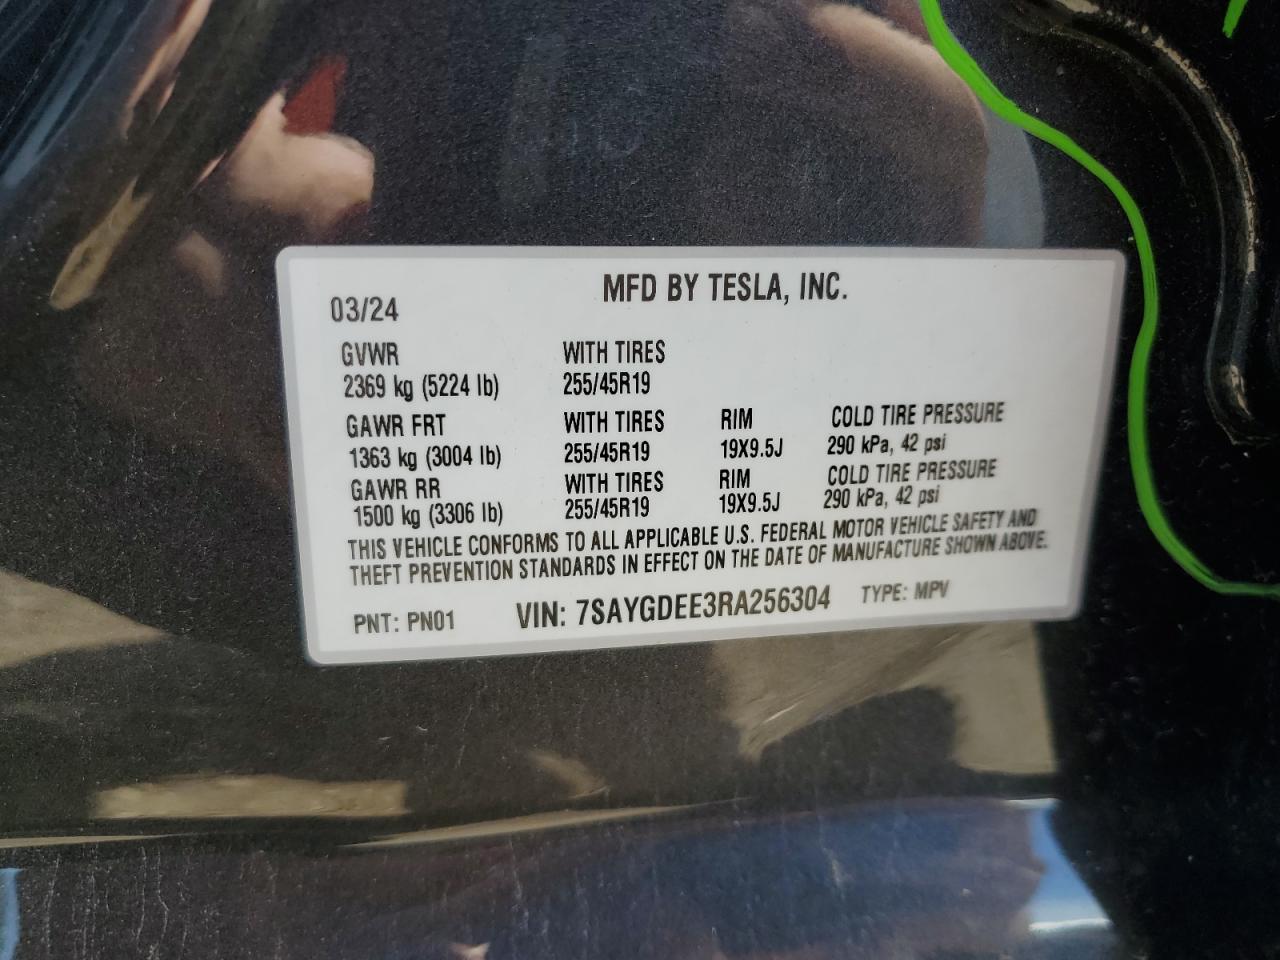 MFD BY TESLA, INC.
03/24
GVWR WITH TIRES
2369 kg (5224 lb) 255/45R19
GAWR FRT WITH TIRES RIM COLD TIRE PRESSURE
1363 kg (3004 lb) 255/45R19 19X9.5J 290 kPa, 42 psi
GAWR RR WITH TIRES RIM COLD TIRE PRESSURE
1500 kg (3306 lb) 255/45R19 19X9.5J 290 kPa, 42 psi
THIS VEHICLE CONFORMS TO ALL APPLICABLE U.S. FEDERAL MOTOR VEHICLE SAFETY AND
THEFT PREVENTION STANDARDS IN EFFECT ON THE DATE OF MANUFACTURE SHOWN ABOVE.
PNT: PN01 VIN: 7SAYGDEE3RA256304 TYPE: MPV